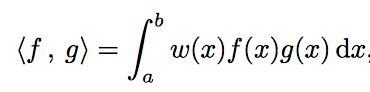 ⟨f , g⟩ = ∫_a^b w(x)f(x)g(x) dx,